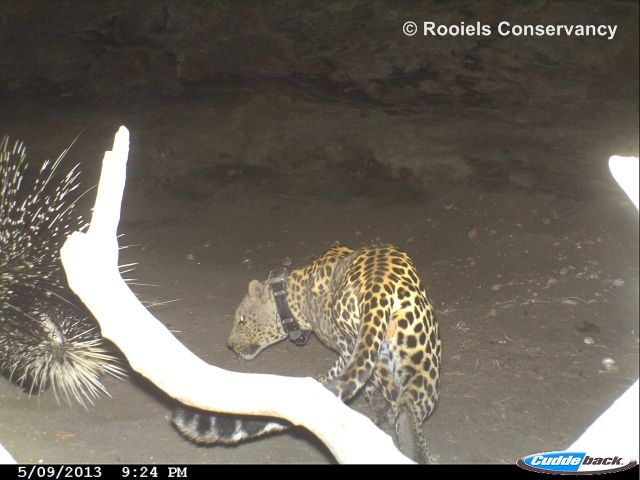 © Rooiels Conservancy
5/09/2013 9:24 PM
Cuddeback